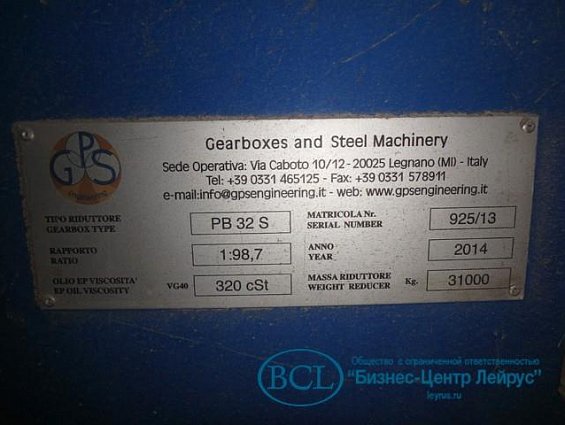 GPS
engineering
Gearboxes and Steel Machinery
Sede Operativa: Via Caboto 10/12 - 20025 Legnano (MI) - Italy
Tel: +39 0331 465125 - Fax: +39 0331 578911
e-mail:info@gpsengineering.it - web: www.gpsengineering.it
TIPO RIDUTTORE
GEARBOX TYPE
PB 32 S
MATRICOLA Nr.
SERIAL NUMBER
925/13
RAPPORTO
RATIO
1:98,7
ANNO
YEAR
2014
OLIO EP VISCOSITA'
EP OIL VISCOSITY
VG40
320 cSt
MASSA RIDUTTORE
WEIGHT REDUCER
Kg.
31000
BCL
Общество с ограниченной ответственностью
"Бизнес-Центр Лейрус"
leyrus.ru